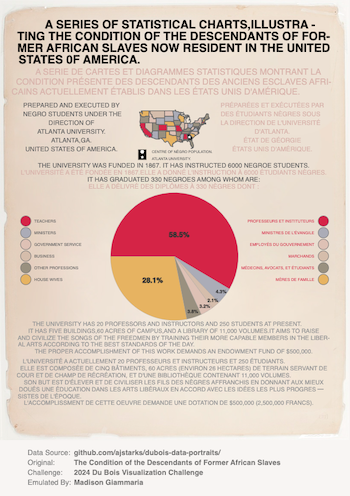 A SERIES OF STATISTICAL CHARTS,ILLUSTRA -
TING THE CONDITION OF THE DESCENDANTS OF FOR-
MER AFRICAN SLAVES NOW RESIDENT IN THE UNITED
STATES 0F AMERICA.
A SERIE DE CARTES ET DIAGRAMMES STATISTIQUES MONTRANT LA
CONDITION PRÉSENTE DES DESCENDANTS DES ANCIENS ESCLAVES AFRI-
CAINS ACTUELLEMENT ÉTABLIS DANS LES ÉTATS UNIS D'AMÉRIQUE.
PREPARED AND EXECUTED BY
NEGRO STUDENTS UNDER THE
DIRECTION OF
ATLANTA UNIVERSITY.
ATLANTA,GA.
UNITED STATES OF AMERICA.
PRÉPARÉES ET EXÉCUTÉES PAR
DES ÉTUDIANTS NÈGRES SOUS
LA DIRECTION DE L'UNIVERSITÉ
D'ATLANTA.
ÉTAT DE GEORGIE
ÉTATS UNIS D'AMÉRIQUE.
CENTRE OF NEGRO POPULATION.
ATLANTA UNIVERSITY.
THE UNIVERSITY WAS FUNDED IN 1867. IT HAS INSTRUCTED 6000 NEGROE STUDENTS.
L'UNIVERSITÉ A ÉTÉ FONDÉE EN 1867.ELLE A DONNÉ L'INSTRUCTION À 6000 ÉTUDIANTS NÈGRES.
IT HAS GRADUATED 330 NEGROES AMONG WHOM ARE:
ELLE A DÉLIVRÉ DES DIPLÔMES À 330 NÈGRES DONT :
TEACHERS
MINISTERS
GOVERNMENT SERVICE
BUSINESS
OTHER PROFESSIONS
HOUSE WIVES
PROFESSEURS ET INSTITUTEURS
MINISTRES DE L'ÉVANGILE
EMPLOYÉS DU GOUVERNEMENT
MARCHANDS
MÉDECINS, AVOCATS, ET ÉTUDIANTS
MÈRES DE FAMILLE
4.3%
2.1%
3.2%
3.8%
THE UNIVERSITY HAS 20 PROFESSORS AND INSTRUCTORS AND 250 STUDENTS AT PRESENT.
IT HAS FIVE BUILDINGS,60 ACRES OF CAMPUS,AND A LIBRARY OF 11,000 VOLUMES.IT AIMS TO RAISE
AND CIVILIZE THE SONGS OF THE FREEDMEN BY TRAINING THEIR MORE CAPABLE MEMBERS IN THE LIBER-
AL ARTS ACCORDING TO THE BEST STANDARDS OF THE DAY.
THE PROPER ACCOMPLISHMENT OF THIS WORK DEMANDS AN ENDOWMENT FUND OF $500,000.
L'UNIVERSITÉ A ACTUELLEMENT 20 PROFESSEURS ET INSTRUCTEURS ET 250 ÉTUDIANTS.
ELLE EST COMPOSÉE DE CINQ BÂTIMENTS, 60 ACRES (ENVIRON 26 HECTARES) DE TERRAIN SERVANT DE
COUR ET DE CHAMP DE RÉCRÉATION, ET D'UNE BIBLIOTHÈQUE CONTENANT 11,000 VOLUMES.
SON BUT EST D'ÉLEVER ET DE CIVILISER LES FILS DES NÈGRES AFFRANCHIS EN DONNANT AUX MIEUX
DOUÉS UNE ÉDUCATION DANS LES ARTS LIBÉRAUX EN ACCORD AVEC LES IDÉES LES PLUS PROGRES —
SISTES DE L'ÉPOQUE.
L'ACCOMPLISSMENT DE CETTE OEUVRE DEMANDE UNE DOTATION DE $500,000 (2,500,000 FRANCS).
Data Source: github.com/ajstarks/dubois-data-portraits/
Original: The Condition of the Descendants of Former African Slaves
Challenge: 2024 Du Bois Visualization Challenge
Emulated By: Madison Giammaria